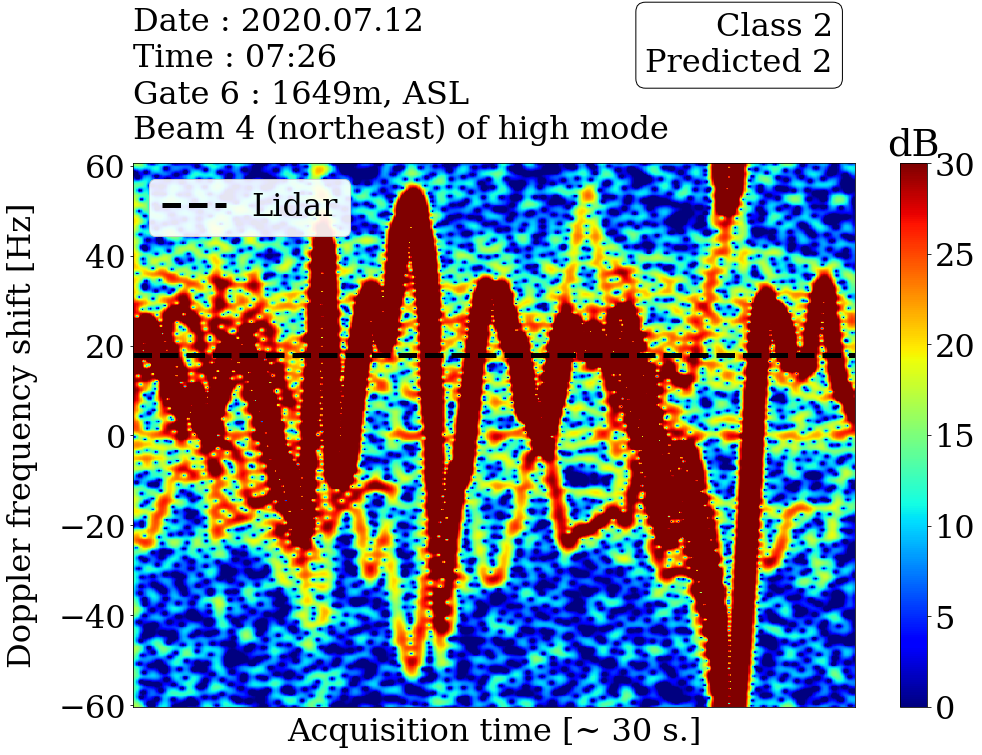 Date : 2020.07.12
Time : 07:26
Gate 6 : 1649m, ASL
Beam 4 (northeast) of high mode
Class 2
Predicted 2
dB
Lidar
Doppler frequency shift [Hz]
60
40
20
0
−20
−40
−60
30
25
20
15
10
5
0
Acquisition time [~ 30 s.]